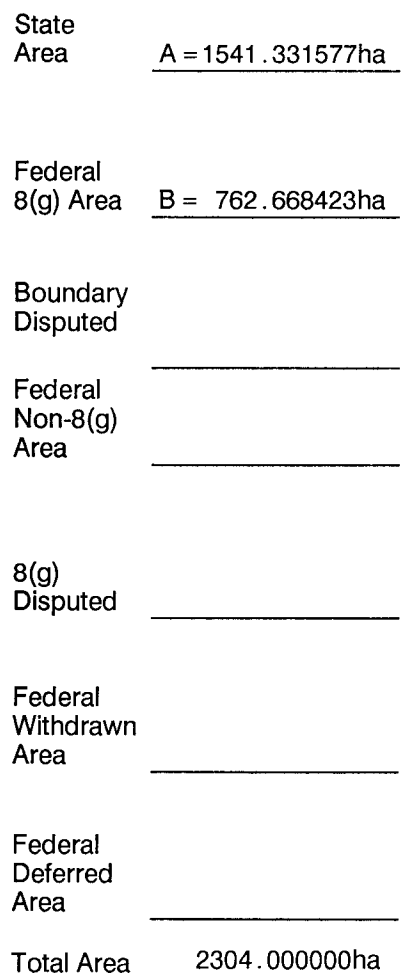 State
Area A = 1541.331577ha
Federal
8(g) Area B = 762.668423ha
Boundary
Disputed
Federal
Non-8(g)
Area
8(g)
Disputed
Federal
Withdrawn
Area
Federal
Deferred
Area
Total Area 2304.000000ha